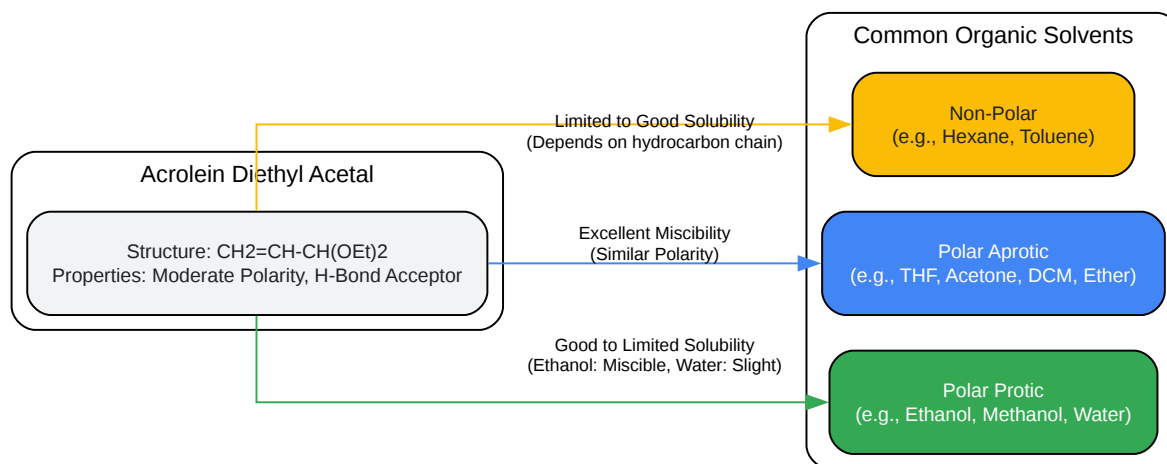 Common Organic Solvents
Non-Polar
(e.g., Hexane, Toluene)
Limited to Good Solubility
(Depends on hydrocarbon chain)
Acrolein Diethyl Acetal
Structure: CH2=CH-CH(OEt)2
Properties: Moderate Polarity, H-Bond Acceptor
Excellent Miscibility
(Similar Polarity)
Polar Aprotic
(e.g., THF, Acetone, DCM, Ether)
Good to Limited Solubility
(Ethanol: Miscible, Water: Slight)
Polar Protic
(e.g., Ethanol, Methanol, Water)